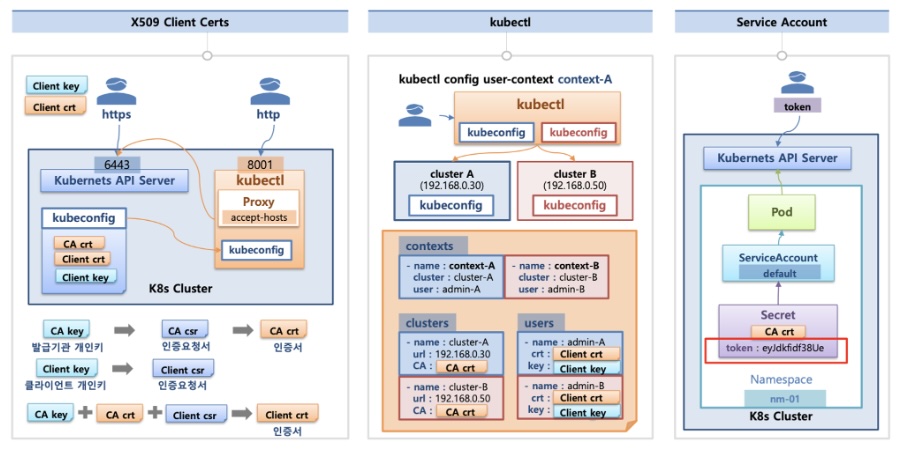 X509 Client Certs
Client key
Client crt
https
http
6443
Kubernets API Server
8001
kubectl
Proxy
accept-hosts
kubeconfig
kubeconfig
CA crt
Client crt
Client key
K8s Cluster
CA key
발급기관 개인키
CA csr
인증요청서
CA crt
인증서
Client key
클라이언트 개인키
Client csr
인증요청서
CA key + CA crt + Client csr
Client crt
인증서
kubectl
kubectl config user-context context-A
kubectl
kubeconfig
kubeconfig
cluster A
(192.168.0.30)
kubeconfig
cluster B
(192.168.0.50)
kubeconfig
contexts
- name : context-A
cluster : cluster-A
user : admin-A
- name : context-B
cluster : cluster-B
user : admin-B
clusters
- name : cluster-A
url : 192.168.0.30
CA : CA crt
- name : cluster-B
url : 192.168.0.50
CA : CA crt
users
- name : admin-A
crt : Client crt
key : Client key
- name : admin-B
crt : Client crt
key : Client key
Service Account
token
Kubernets API Server
Pod
ServiceAccount
default
Secret
CA crt
token : eyJdkfidf38Ue
Namespace
nm-01
K8s Cluster